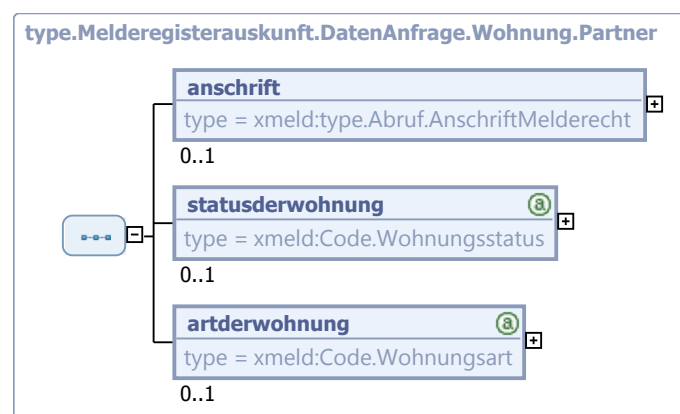 type.Melderegisterauskunft.DatenAnfrage.Wohnung.Partner
anschrift
type = xmeld:type.Abruf.AnschriftMelderecht
0..1
statusderwohnung
a
type = xmeld:Code.Wohnungsstatus
0..1
artderwohnung
a
type = xmeld:Code.Wohnungsart
0..1